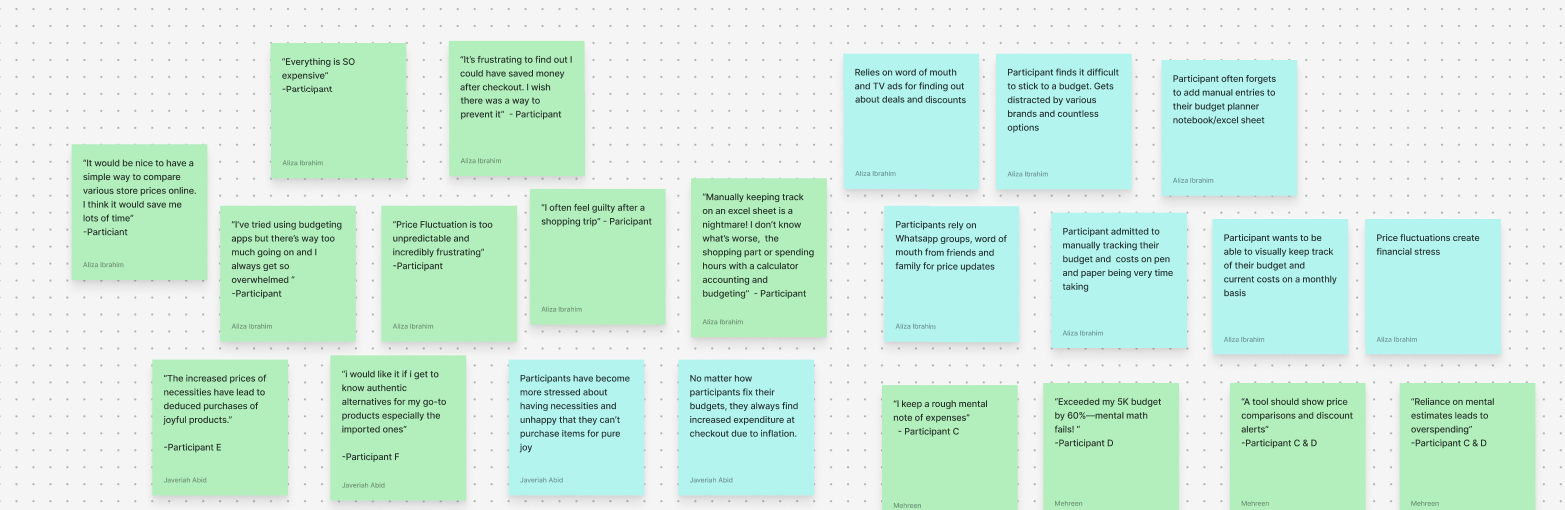 "Everything is SO
expensive"
-Participant
Aliza Ibrahim
"It's frustrating to find out I
could have saved money
after checkout. I wish
there was a way to
prevent it" - Participant
Aliza Ibrahim
Relies on word of mouth
and TV ads for finding out
about deals and discounts
Aliza Ibrahim
Participant finds it difficult
to stick to a budget. Gets
distracted by various
brands and countless
options
Aliza Ibrahim
Participant often forgets
to add manual entries to
their budget planner
notebook/excel sheet
Aliza Ibrahim
"It would be nice to have a
simple way to compare
various store prices online.
I think it would save me
lots of time"
-Particiant
Aliza Ibrahim
"I've tried using budgeting
apps but there's way too
much going on and I
always get so
overwhelmed "
-Participant
Aliza Ibrahim
"Price Fluctuation is too
unpredictable and
incredibly frustrating"
-Participant
Aliza Ibrahim
"I often feel guilty after a
shopping trip" - Paricipant
Aliza Ibrahim
"Manually keeping track
on an excel sheet is a
nightmare! I don't know
what's worse, the
shopping part or spending
hours with a calculator
accounting and
budgeting" - Participant
Aliza Ibrahim
Participants rely on
Whatsapp groups, word of
mouth from friends and
family for price updates
Aliza Ibrahim
Participant admitted to
manually tracking their
budget and costs on pen
and paper being very time
taking
Aliza Ibrahim
Participant wants to be
able to visually keep track
of their budget and
current costs on a monthly
basis
Aliza Ibrahim
Price fluctuations create
financial stress
Aliza Ibrahim
"The increased prices of
necessities have lead to
deduced purchases of
joyful products."
-Participant E
Javeriah Abid
"i would like it if i get to
know authentic
alternatives for my go-to
products especially the
imported ones"
-Participant F
Javeriah Abid
Participants have become
more stressed about
having necessities and
unhappy that they can't
purchase items for pure
joy
Javeriah Abid
No matter how
participants fix their
budgets, they always find
increased expenditure at
checkout due to inflation.
Javeriah Abid
"I keep a rough mental
note of expenses"
- Participant C
Mehreen
"Exceeded my 5K budget
by 60%—mental math
fails! "
-Participant D
Mehreen
"A tool should show price
comparisons and discount
alerts"
-Participant C & D
Mehreen
"Reliance on mental
estimates leads to
overspending"
-Participant C & D
Mehreen